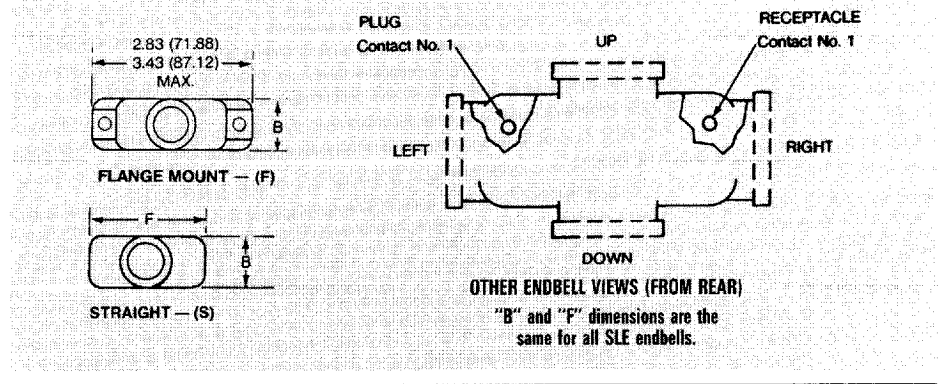 2.83 (71.88)
3.43 (87.12)
MAX.
B
FLANGE MOUNT — (F)
F
B
STRAIGHT — (S)
PLUG
Contact No. 1
UP
RECEPTACLE
Contact No. 1
LEFT
RIGHT
DOWN
OTHER ENDBELL VIEWS (FROM REAR)
"B" and "F" dimensions are the
same for all SLE endbells.